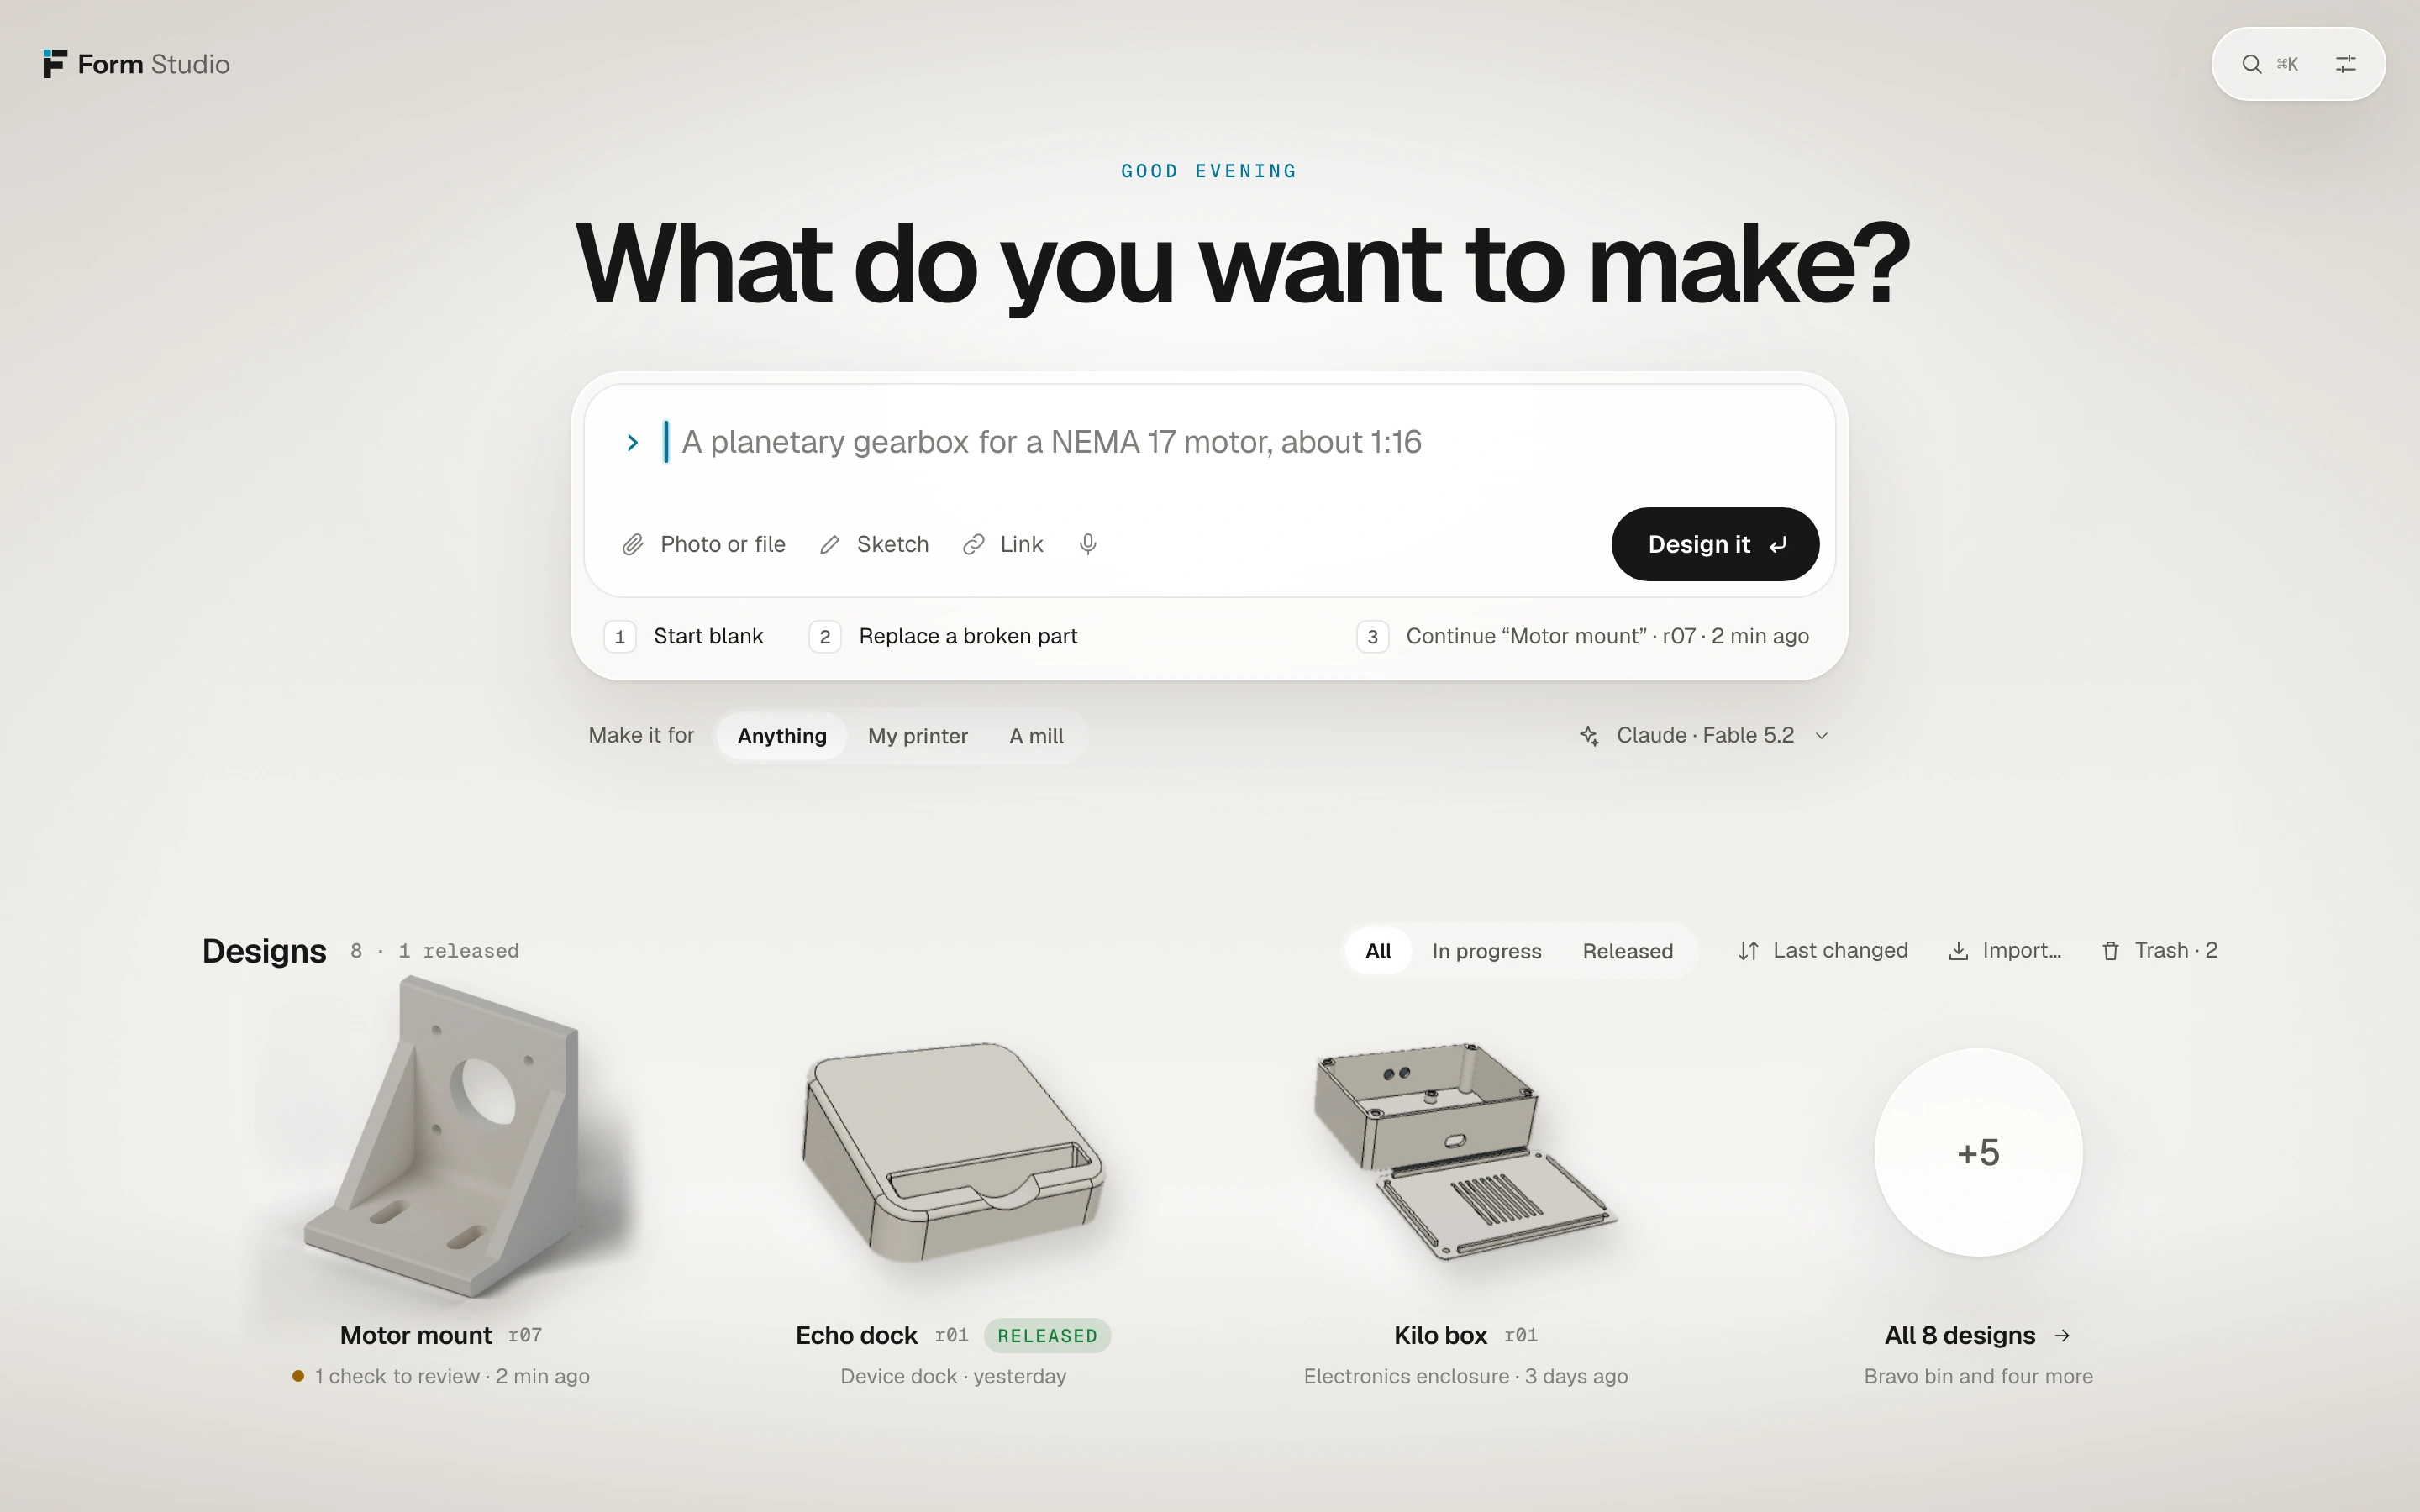 Form Studio
⌘K
GOOD EVENING
What do you want to make?
A planetary gearbox for a NEMA 17 motor, about 1:16
Photo or file Sketch Link Design it
1 Start blank 2 Replace a broken part 3 Continue “Motor mount” · r07 · 2 min ago
Make it for Anything My printer A mill Claude · Fable 5.2
Designs 8 · 1 released All In progress Released Last changed Import... Trash · 2
+5
Motor mount r07 Echo dock r01 RELEASED Kilo box r01 All 8 designs →
1 check to review · 2 min ago Device dock · yesterday Electronics enclosure · 3 days ago Bravo bin and four more